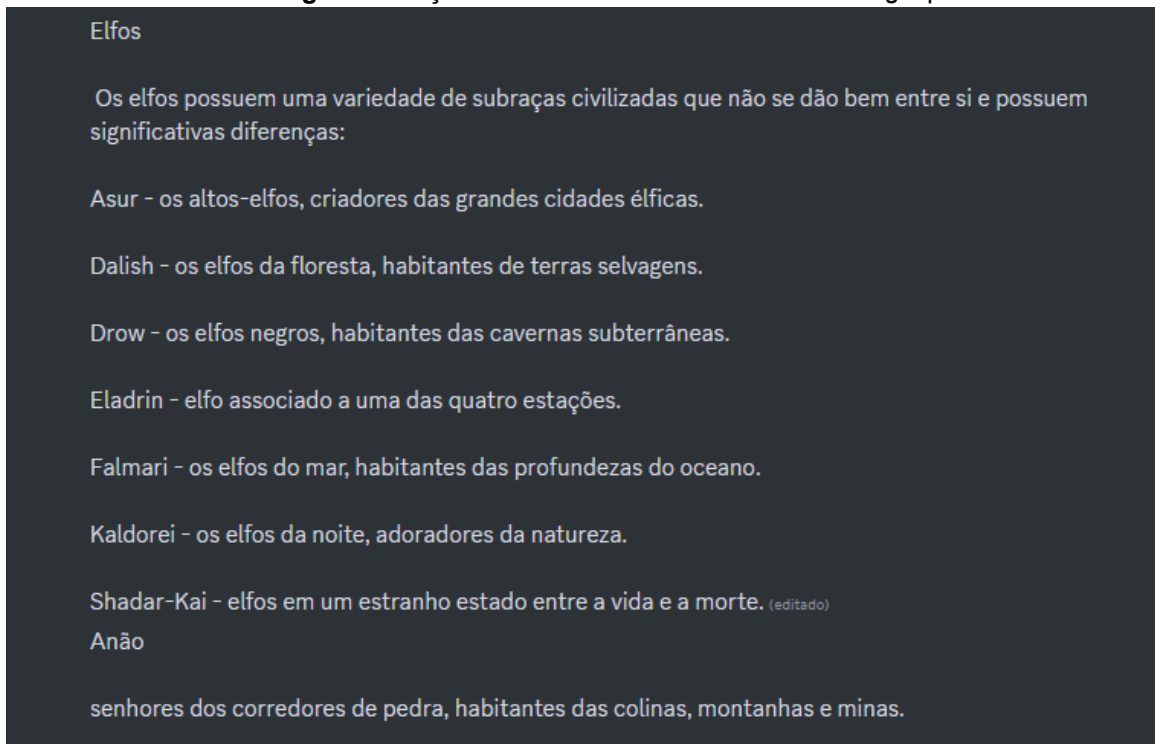 Elfos
Os elfos possuem uma variedade de subraças civilizadas que não se dão bem entre si e possuem
significativas diferenças:
Asur - os altos-elfos, criadores das grandes cidades élficas.
Dalish - os elfos da floresta, habitantes de terras selvagens.
Drow - os elfos negros, habitantes das cavernas subterrâneas.
Eladrin - elfo associado a uma das quatro estações.
Falmari - os elfos do mar, habitantes das profundezas do oceano.
Kaldorei - os elfos da noite, adoradores da natureza.
Shadar-Kai - elfos em um estranho estado entre a vida e a morte. (editado)
Anão
senhores dos corredores de pedra, habitantes das colinas, montanhas e minas.